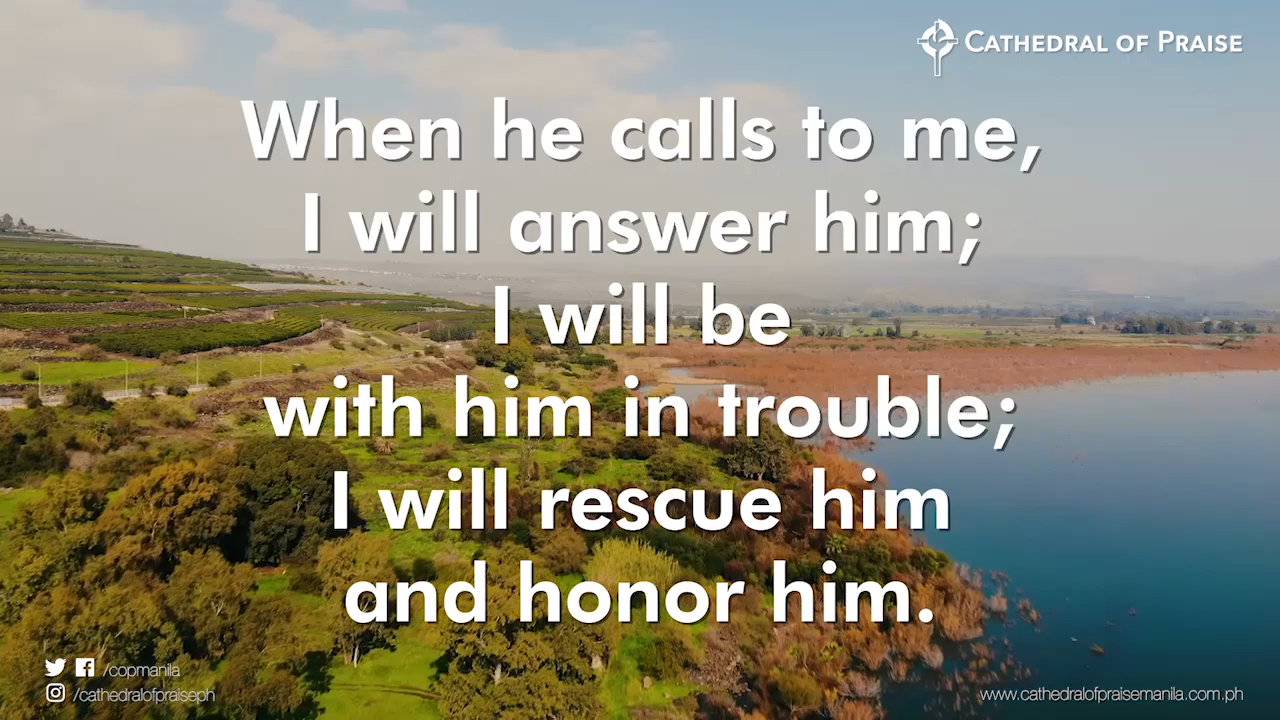 CATHEDRAL OF PRAISE
When he calls to me,
I will answer him;
I will be
with him in trouble;
I will rescue him
and honor him.
/copmanila
/cathedralofpraiseph
www.cathedralofpraisemanila.com.ph